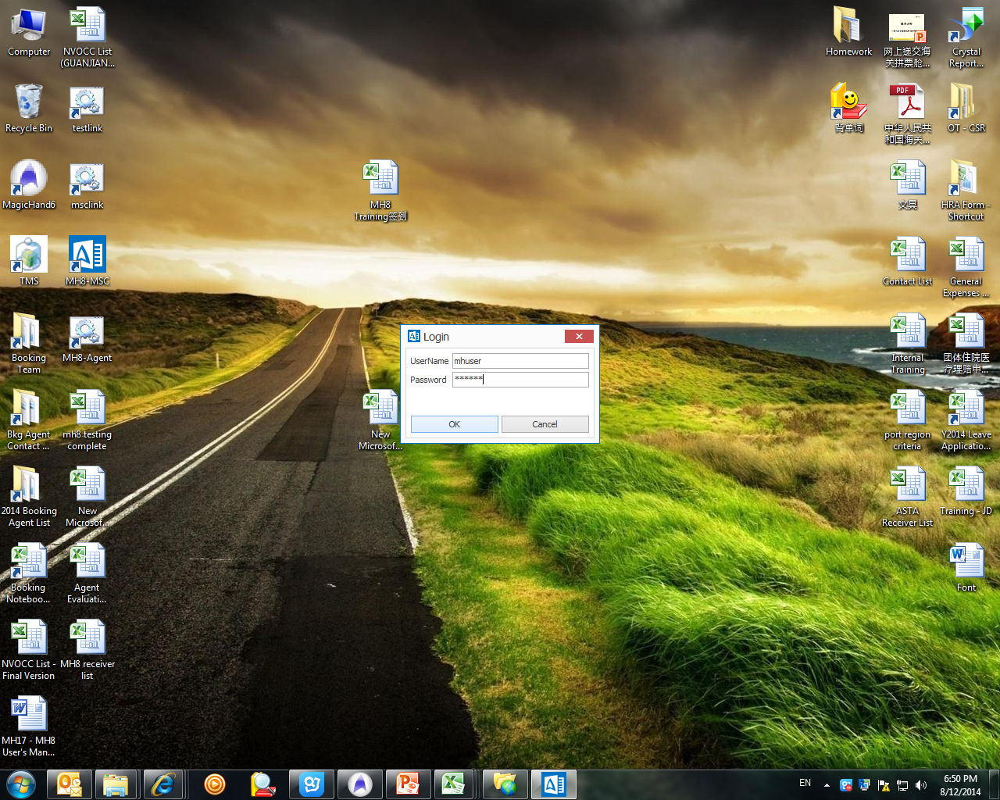 Computer
NVOCC List
(GUANJIAN...
Recycle Bin
testlink
MagicHand6
msclink
TMS
MH8-MSC
Booking
Team
MH8-Agent
Bkg Agent
Contact ...
mh8 testing
complete
2014 Booking
Agent List
New
Microsof...
Booking
Noteboo...
Agent
Evaluati...
NVOCC List -
Final Version
MH8 receiver
list
MH17 - MH8
User's Man...
MH8
Training签到
New
Microsof...
Login
UserName
mhuser
Password
******
OK
Cancel
Homework
网上递交海
关拼票舱...
Crystal
Report...
背单词
PDF
中华人民共
和国海关...
OT - CSR
文具
HRA Form -
Shortcut
Contact List
General
Expenses ...
Internal
Training
团体住院医
疗理赔申...
port region
criteria
Y2014 Leave
Applicatio...
ASTA
Receiver List
Training - JD
Font
EN
6:50 PM
8/12/2014